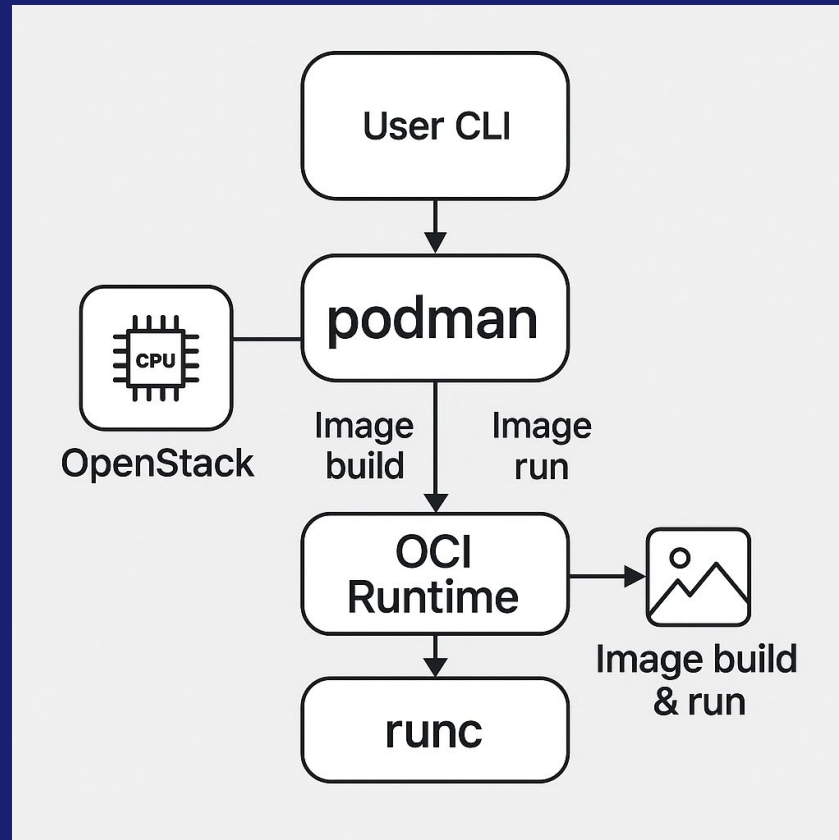 User CLI
podman
CPU
OpenStack
Image
build
Image
run
OCI
Runtime
Image build
& run
runc